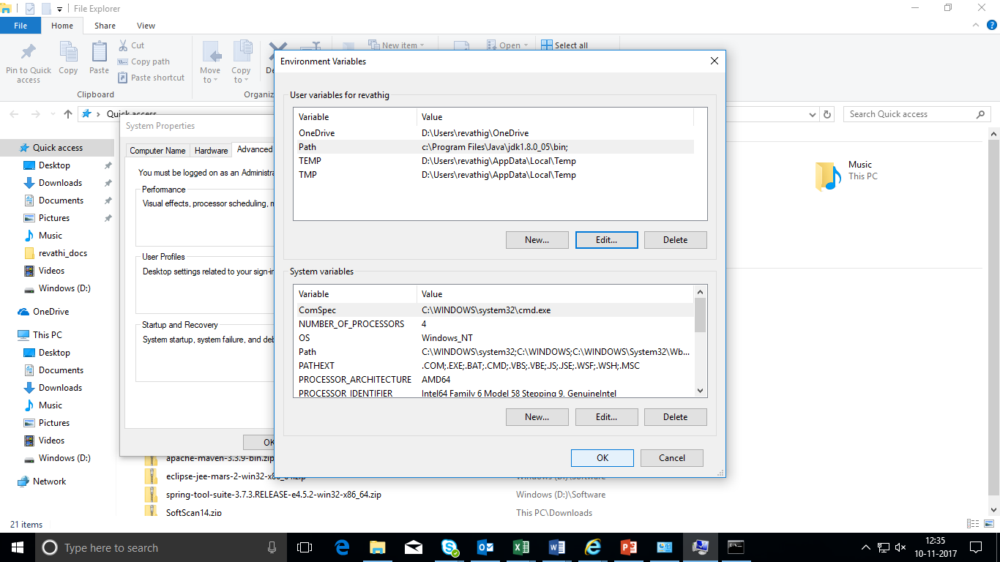 File Explorer
File Home Share View
Pin to Quick access
Copy
Paste
Cut
Copy path
Paste shortcut
Clipboard
Move to
Copy to
De
Organiz
New item
Open
Select all
Quick access
Search Quick access
Quick access
Desktop
Downloads
Documents
Pictures
Music
revathi_docs
Videos
Windows (D:)
OneDrive
This PC
Desktop
Documents
Downloads
Music
Pictures
Videos
Windows (D:)
Network
System Properties
Computer Name Hardware Advanced
You must be logged on as an Administra
Performance
Visual effects, processor scheduling, m
User Profiles
Desktop settings related to your sign-in
Startup and Recovery
System startup, system failure, and deb
OK
Environment Variables
User variables for revathig
Variable Value
OneDrive D:\Users\revathig\OneDrive
Path c:\Program Files\Java\jdk1.8.0_05\bin;
TEMP D:\Users\revathig\AppData\Local\Temp
TMP D:\Users\revathig\AppData\Local\Temp
New... Edit... Delete
System variables
Variable Value
ComSpec C:\WINDOWS\system32\cmd.exe
NUMBER_OF_PROCESSORS 4
OS Windows_NT
Path C:\WINDOWS\system32;C:\WINDOWS;C:\WINDOWS\System32\Wb...
PATHEXT .COM;.EXE;.BAT;.CMD;.VBS;.VBE;.JS;.JSE;.WSF;.WSH;.MSC
PROCESSOR_ARCHITECTURE AMD64
PROCESSOR_IDENTIFIER Intel64 Family 6 Model 58 Stepping 9, GenuineIntel
New... Edit... Delete
OK Cancel
Music
This PC
apache-maven-3.3.9-bin.zip
eclipse-jee-mars-2-win32-x86_64.zip Windows (D:)\Software
spring-tool-suite-3.7.3.RELEASE-e4.5.2-win32-x86_64.zip Windows (D:)\Software
SoftScan14.zip This PC\Downloads
21 items
Type here to search
12:35
10-11-2017